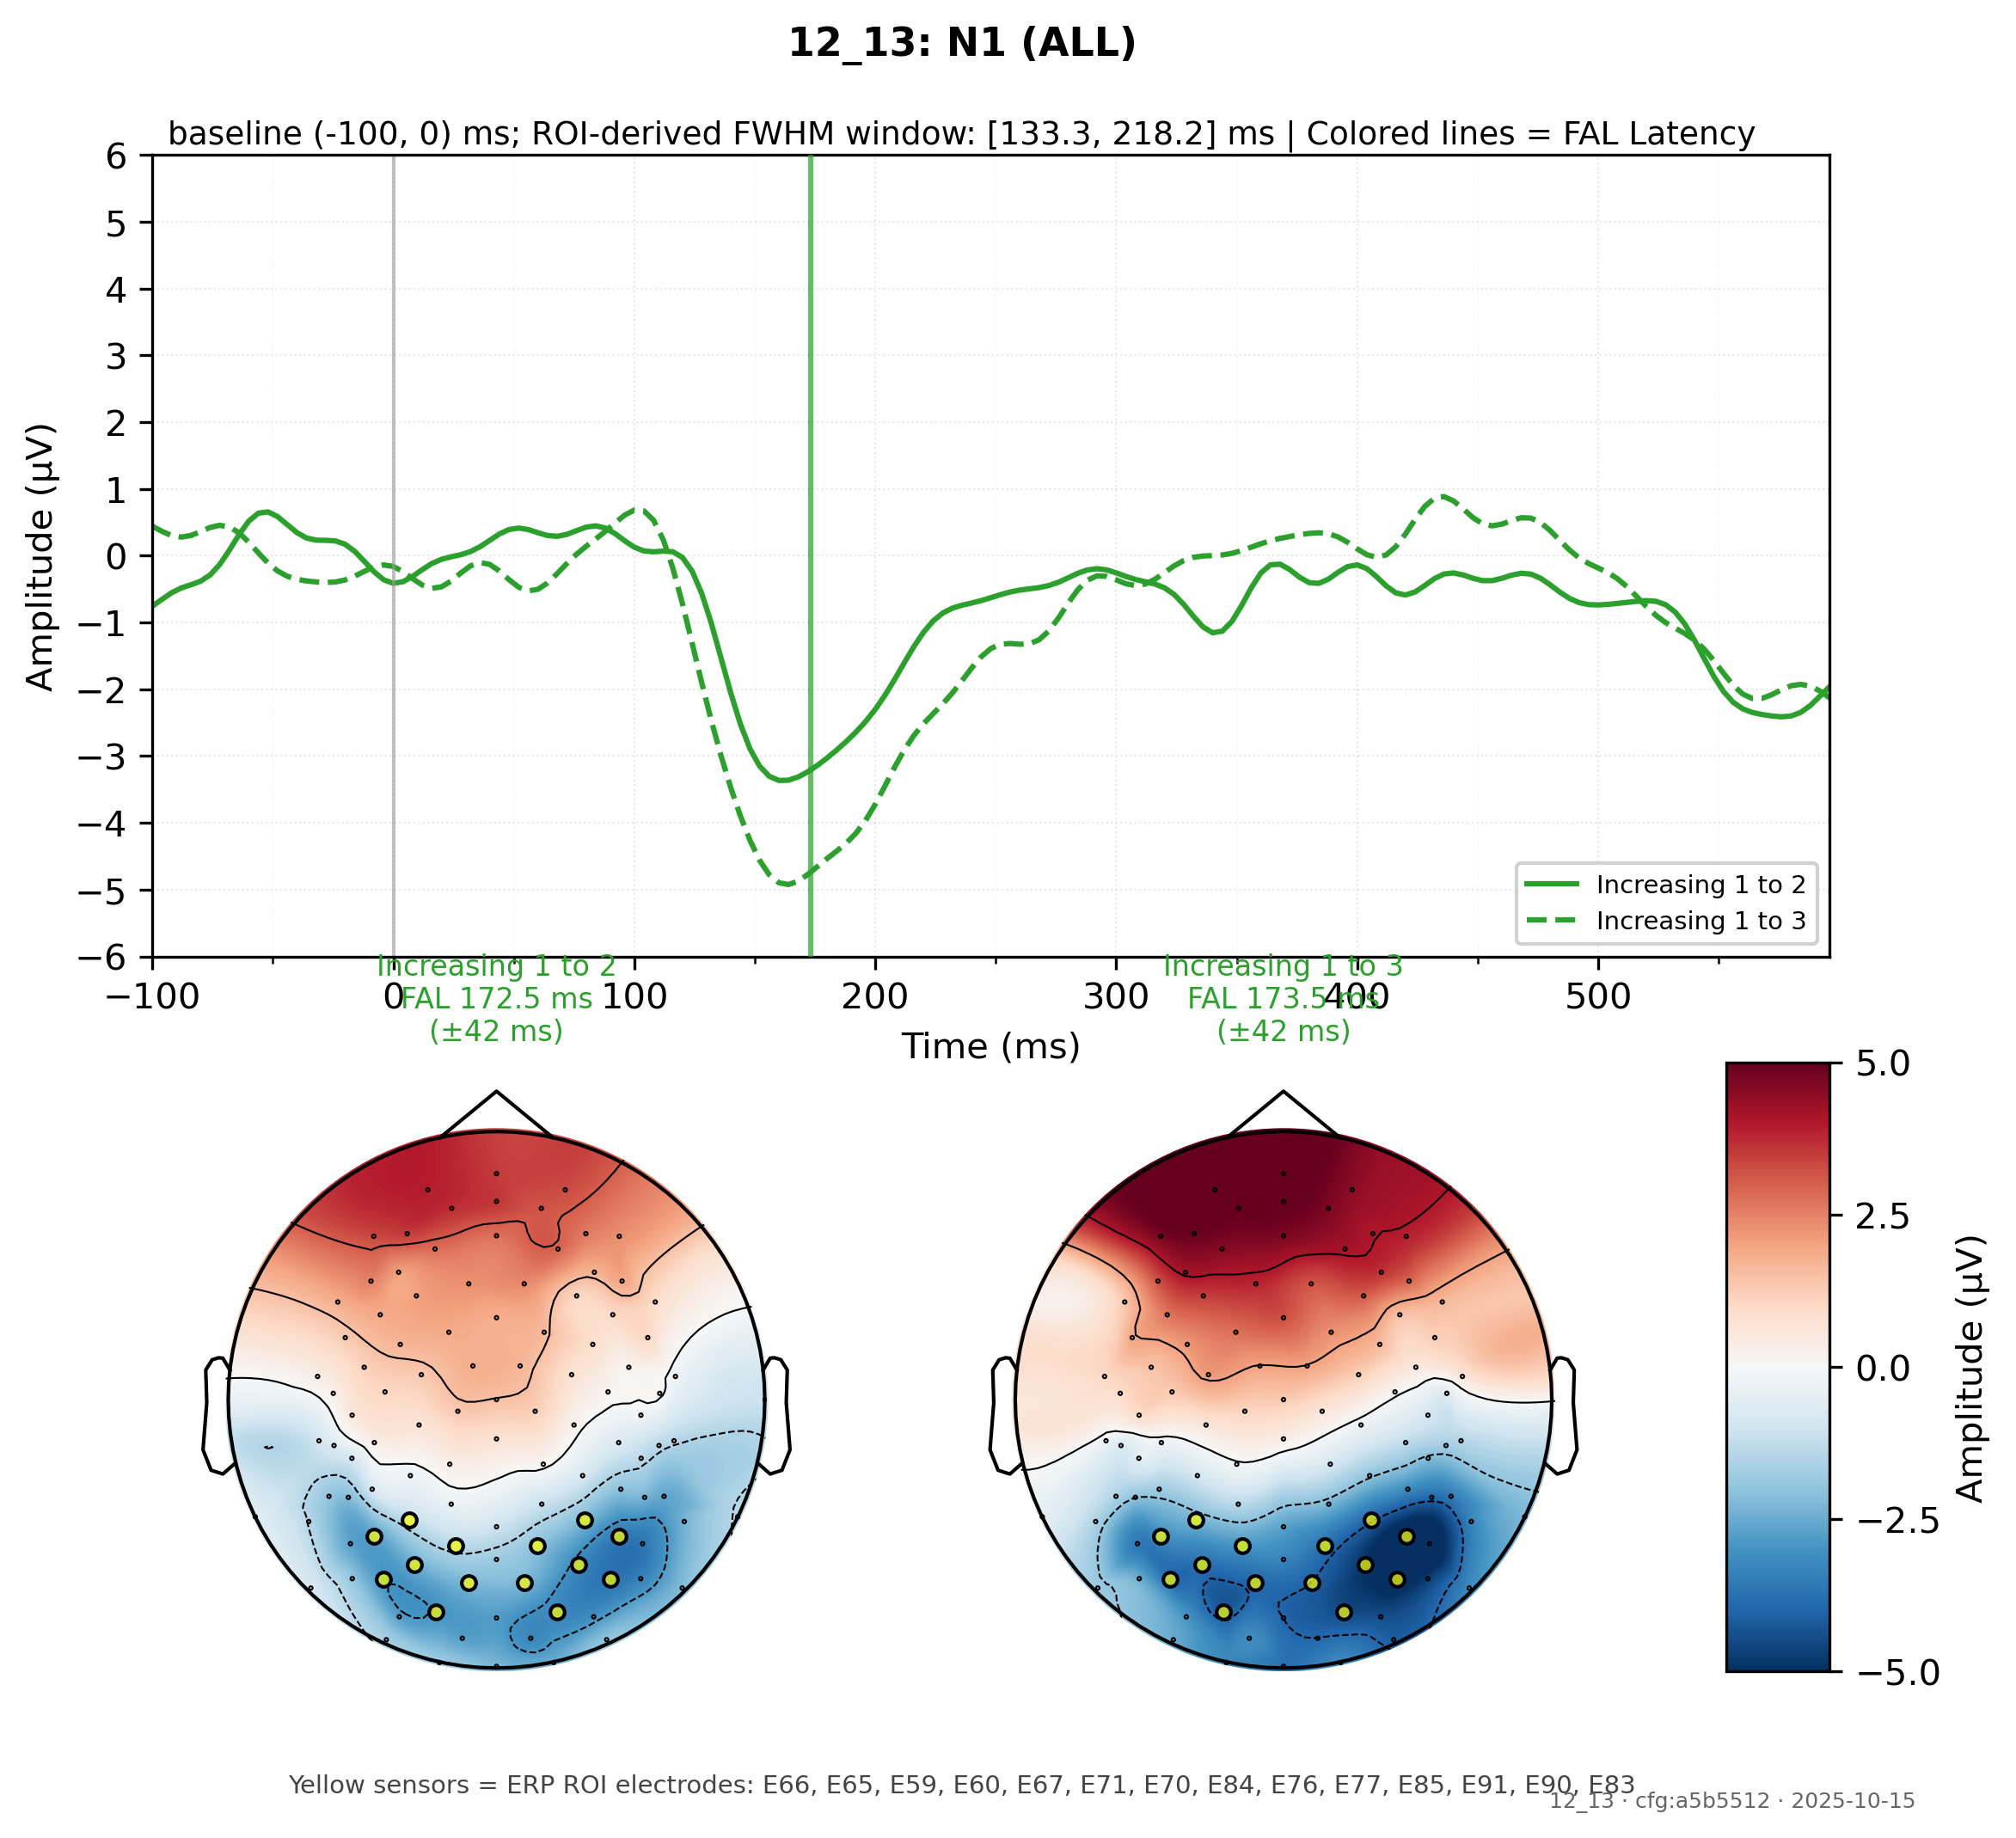 12_13: N1 (ALL)
baseline (-100, 0) ms; ROI-derived FWHM window: [133.3, 218.2] ms | Colored lines = FAL Latency
6
5
4
3
2
1
0
−1
−2
−3
−4
−5
−6
Amplitude (µV)
Increasing 1 to 2
Increasing 1 to 3
−100
0
100
200
300
400
500
Time (ms)
Increasing 1 to 2
FAL 172.5 ms
(±42 ms)
Increasing 1 to 3
FAL 173.5 ms
(±42 ms)
5.0
2.5
0.0
−2.5
−5.0
Amplitude (µV)
Yellow sensors = ERP ROI electrodes: E66, E65, E59, E60, E67, E71, E70, E84, E76, E77, E85, E91, E90, E83
12_13 · cfg:a5b5512 · 2025-10-15